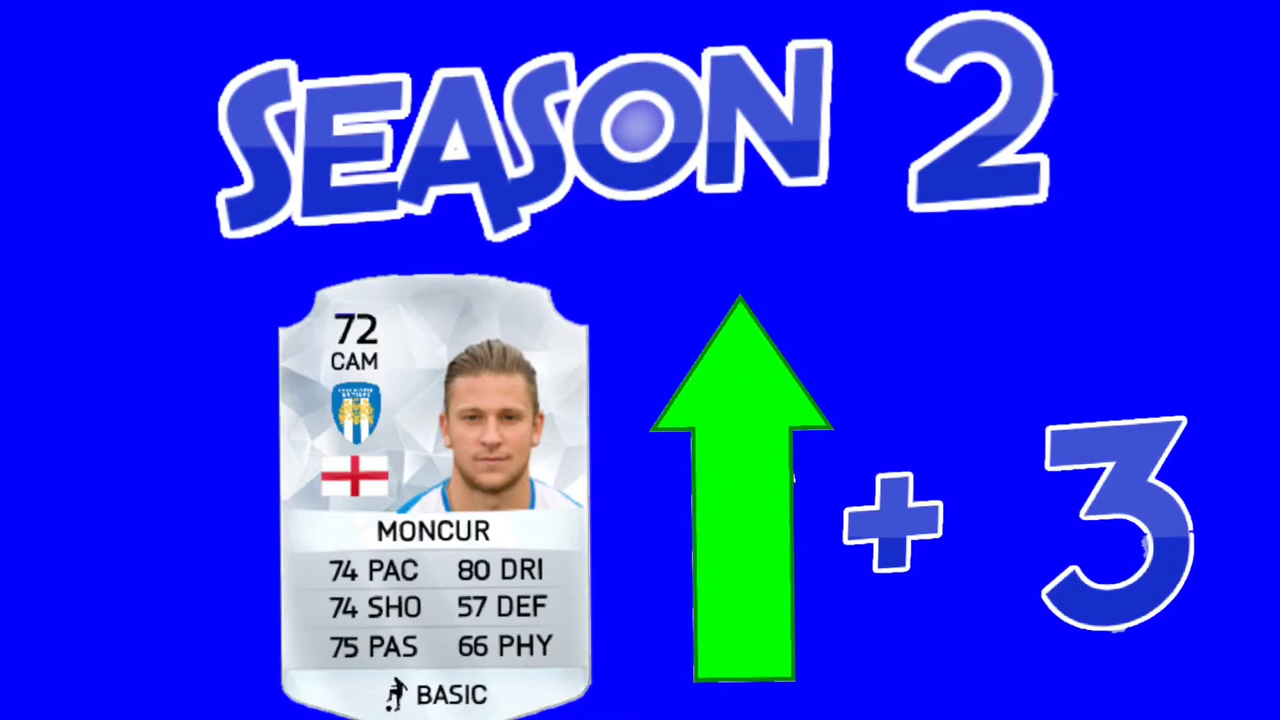 SEASON 2
72
CAM
MONCUR
74 PAC 80 DRI
74 SHO 57 DEF
75 PAS 66 PHY
BASIC
+ 3